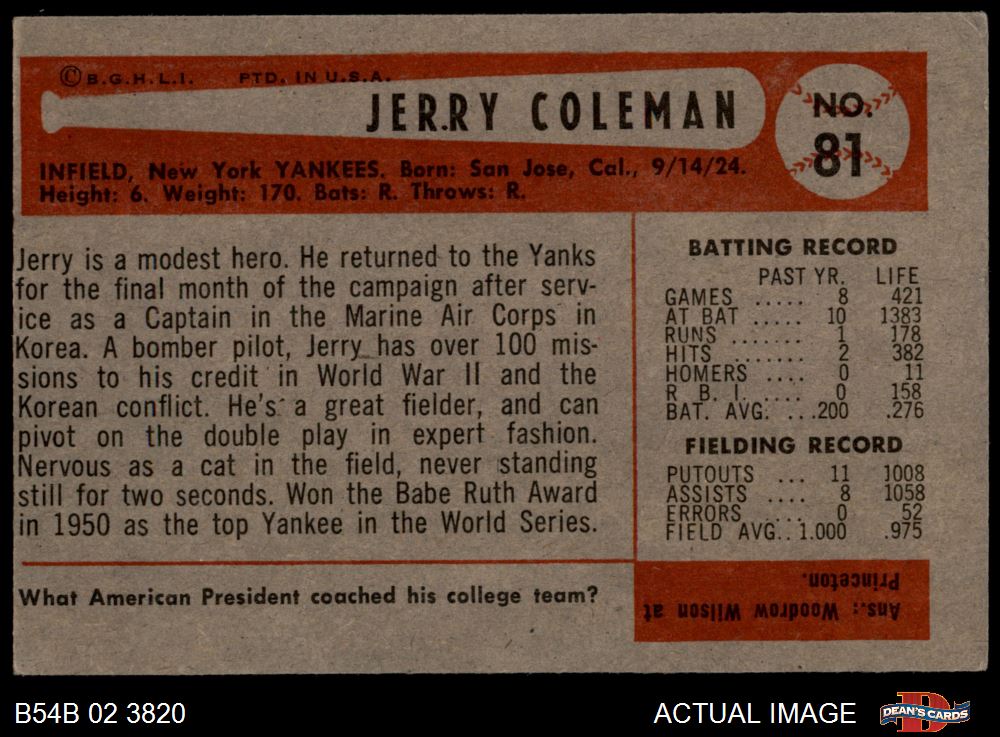 © B.G.H.L.I. PTD. IN U.S.A.
JERRY COLEMAN
NO.
81
INFIELD, New York YANKEES. Born: San Jose, Cal., 9/14/24.
Height: 6. Weight: 170. Bats: R. Throws: R.
Jerry is a modest hero. He returned to the Yanks
for the final month of the campaign after serv-
ice as a Captain in the Marine Air Corps in
Korea. A bomber pilot, Jerry has over 100 mis-
sions to his credit in World War II and the
Korean conflict. He's a great fielder, and can
pivot on the double play in expert fashion.
Nervous as a cat in the field, never standing
still for two seconds. Won the Babe Ruth Award
in 1950 as the top Yankee in the World Series.
What American President coached his college team?
BATTING RECORD
PAST YR. LIFE
GAMES ..... 8 421
AT BAT ..... 10 1383
RUNS ....... 1 178
HITS ....... 2 382
HOMERS .... 0 11
R. B. I. .... 0 158
BAT. AVG. ...200 .276
FIELDING RECORD
PUTOUTS ... 11 1008
ASSISTS .... 8 1058
ERRORS .... 0 52
FIELD AVG.. 1.000 .975
Ans.: Woodrow Wilson at
Princeton.
B54B 02 3820
ACTUAL IMAGE
DEAN'S CARDS